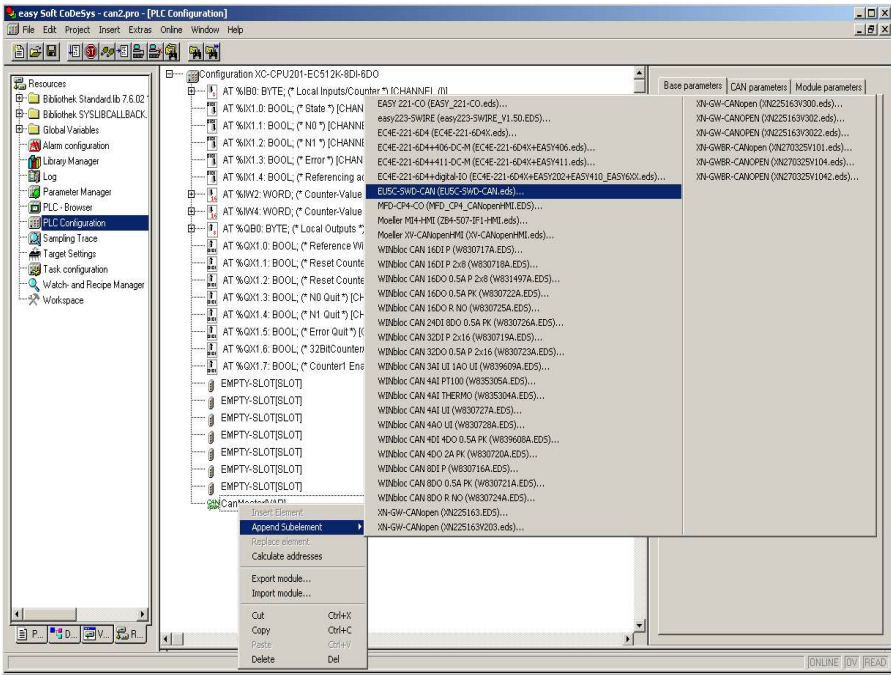 easy Soft CoDeSys - can2.pro - [PLC Configuration]
File Edit Project Insert Extras Online Window Help
Resources
Bibliothek Standard.lib 7.6.02
Bibliothek SYSLIBCALLBACK.
Global Variables
Alarm configuration
Library Manager
Log
Parameter Manager
PLC - Browser
PLC Configuration
Sampling Trace
Target Settings
Task configuration
Watch- and Recipe Manager
Workspace
P... D... V... R...
Configuration XC-CPU201-EC512K-8DI-6DO
AT %IB0: BYTE; (* Local Inputs/Counter *) [CHANNEL (I)]
AT %IX1.0: BOOL; (* State *) [CHAN
AT %IX1.1: BOOL; (* N0 *) [CHANNE
AT %IX1.2: BOOL; (* N1 *) [CHANNE
AT %IX1.3: BOOL; (* Error *) [CHAN
AT %IX1.4: BOOL; (* Referencing ac
AT %IW2: WORD; (* Counter-Value
AT %IW4: WORD; (* Counter-Value
AT %QB0: BYTE; (* Local Outputs *)
AT %QX1.0: BOOL; (* Reference Wi
AT %QX1.1: BOOL; (* Reset Counte
AT %QX1.2: BOOL; (* Reset Counte
AT %QX1.3: BOOL; (* N0 Quit *) [CH
AT %QX1.4: BOOL; (* N1 Quit *) [CH
AT %QX1.5: BOOL; (* Error Quit *) [C
AT %QX1.6: BOOL; (* 32BitCounter
AT %QX1.7: BOOL; (* Counter1 Ena
EMPTY-SLOT[SLOT]
EMPTY-SLOT[SLOT]
EMPTY-SLOT[SLOT]
EMPTY-SLOT[SLOT]
EMPTY-SLOT[SLOT]
EMPTY-SLOT[SLOT]
EMPTY-SLOT[SLOT]
CanMaster[VAR]
Insert Element
Append Subelement
Replace element
Calculate addresses
Export module...
Import module...
Cut Ctrl+X
Copy Ctrl+C
Paste Ctrl+V
Delete Del
EASY 221-CO (EASY_221-CO.eds)...
easy223-SWIRE (easy223-SWIRE_V1.50.EDS)...
EC4E-221-6D4 (EC4E-221-6D4X.eds)...
EC4E-221-6D4+406-DC-M (EC4E-221-6D4X+EASY406.eds)...
EC4E-221-6D4+411-DC-M (EC4E-221-6D4X+EASY411.eds)...
EC4E-221-6D4+digital-IO (EC4E-221-6D4X+EASY202+EASY410_EASY6XX.eds)...
EU5C-SWD-CAN (EU5C-SWD-CAN.eds)...
MFD-CP4-CO (MFD_CP4_CANopenHMI.EDS)...
Moeller MI4-HMI (ZB4-507-IF1-HMI.eds)...
Moeller XV-CANopenHMI (XV-CANopenHMI.eds)...
WINbloc CAN 16DI P (W830717A.EDS)...
WINbloc CAN 16DI P 2x8 (W830718A.EDS)...
WINbloc CAN 16DO 0.5A P 2x8 (W831497A.EDS)...
WINbloc CAN 16DO 0.5A PK (W830722A.EDS)...
WINbloc CAN 16DO R NO (W830725A.EDS)...
WINbloc CAN 24DI 8DO 0.5A PK (W830726A.EDS)...
WINbloc CAN 32DI P 2x16 (W830719A.EDS)...
WINbloc CAN 32DO 0.5A P 2x16 (W830723A.EDS)...
WINbloc CAN 3AI UI 1AO UI (W839609A.EDS)...
WINbloc CAN 4AI PT100 (W835305A.EDS)...
WINbloc CAN 4AI THERMO (W835304A.EDS)...
WINbloc CAN 4AI UI (W830727A.EDS)...
WINbloc CAN 4AO UI (W830728A.EDS)...
WINbloc CAN 4DI 4DO 0.5A PK (W839608A.EDS)...
WINbloc CAN 4DO 2A PK (W830720A.EDS)...
WINbloc CAN 8DI P (W830716A.EDS)...
WINbloc CAN 8DO 0.5A PK (W830721A.EDS)...
WINbloc CAN 8DO R NO (W830724A.EDS)...
XN-GW-CANopen (XN225163.EDS)...
XN-GW-CANopen (XN225163V203.eds)...
Base parameters CAN parameters Module parameters
XN-GW-CANopen (XN225163V300.eds)...
XN-GW-CANOPEN (XN225163V302.eds)...
XN-GW-CANOPEN (XN225163V3022.eds)...
XN-GWBR-CANopen (XN270325V101.eds)...
XN-GWBR-CANOPEN (XN270325V104.eds)...
XN-GWBR-CANOPEN (XN270325V1042.eds)...
ONLINE OV READ